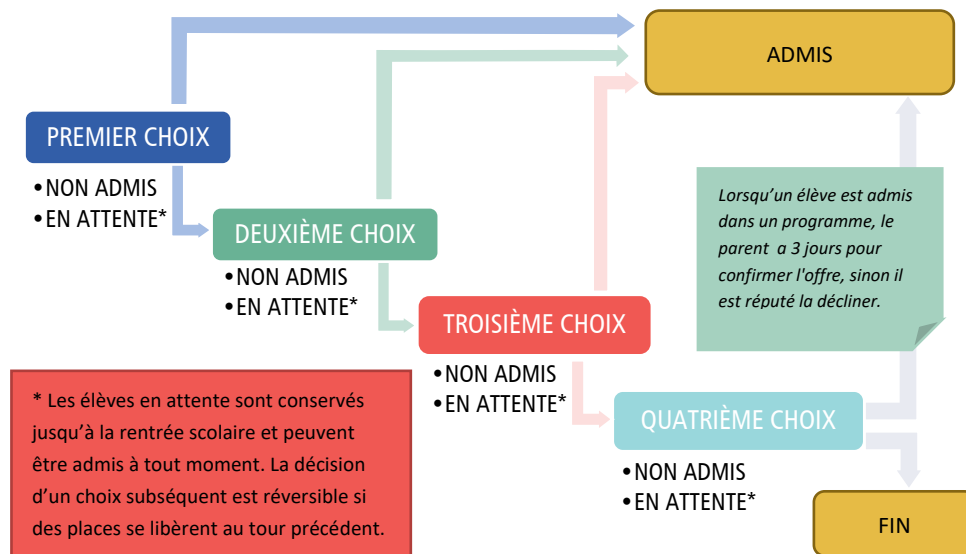 ADMIS
PREMIER CHOIX
•NON ADMIS
•EN ATTENTE*
DEUXIÈME CHOIX
•NON ADMIS
•EN ATTENTE*
TROISIÈME CHOIX
•NON ADMIS
•EN ATTENTE*
QUATRIÈME CHOIX
•NON ADMIS
•EN ATTENTE*
FIN
Lorsqu'un élève est admis
dans un programme, le
parent a 3 jours pour
confirmer l'offre, sinon il
est réputé la décliner.
* Les élèves en attente sont conservés
jusqu'à la rentrée scolaire et peuvent
être admis à tout moment. La décision
d'un choix subséquent est réversible si
des places se libèrent au tour précédent.